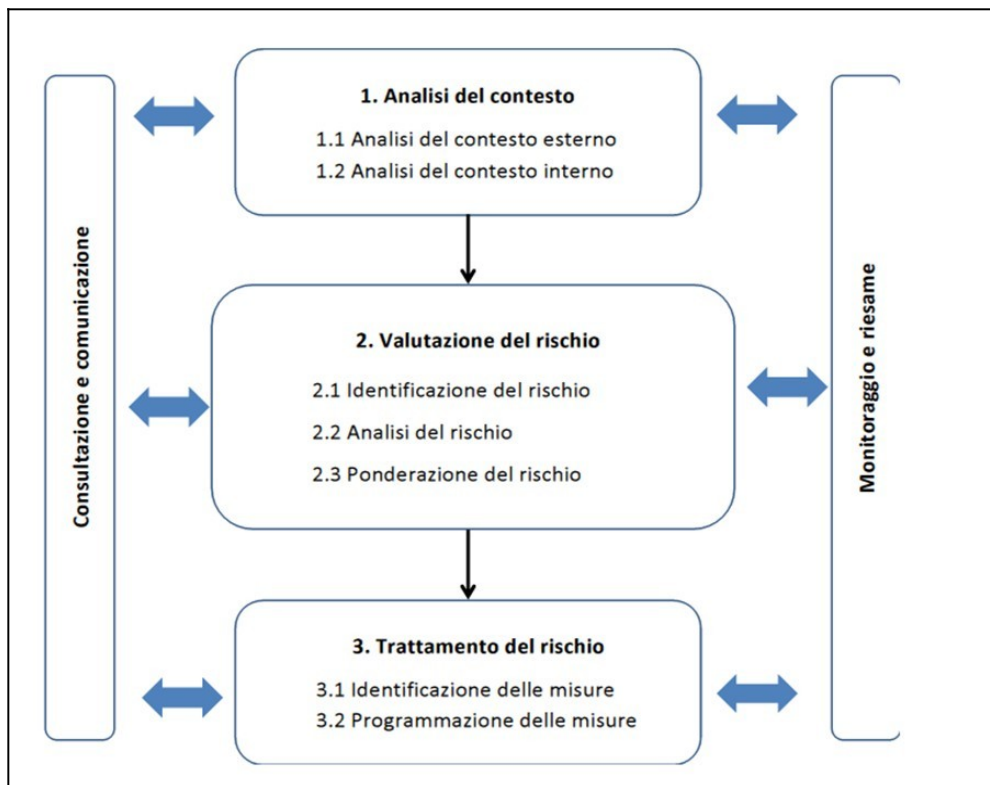 Consultazione e comunicazione
1. Analisi del contesto
1.1 Analisi del contesto esterno
1.2 Analisi del contesto interno
2. Valutazione del rischio
2.1 Identificazione del rischio
2.2 Analisi del rischio
2.3 Ponderazione del rischio
3. Trattamento del rischio
3.1 Identificazione delle misure
3.2 Programmazione delle misure
Monitoraggio e riesame